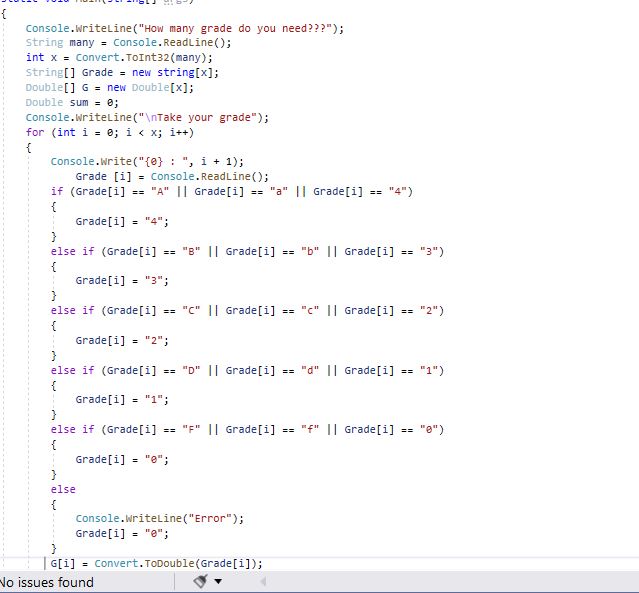 static void Main(string[] args)
{
Console.WriteLine("How many grade do you need???");
String many = Console.ReadLine();
int x = Convert.ToInt32(many);
String[] Grade = new string[x];
Double[] G = new Double[x];
Double sum = 0;
Console.WriteLine("\nTake your grade");
for (int i = 0; i < x; i++)
{
Console.Write("{0} : ", i + 1);
Grade [i] = Console.ReadLine();
if (Grade[i] == "A" || Grade[i] == "a" || Grade[i] == "4")
{
Grade[i] = "4";
}
else if (Grade[i] == "B" || Grade[i] == "b" || Grade[i] == "3")
{
Grade[i] = "3";
}
else if (Grade[i] == "C" || Grade[i] == "c" || Grade[i] == "2")
{
Grade[i] = "2";
}
else if (Grade[i] == "D" || Grade[i] == "d" || Grade[i] == "1")
{
Grade[i] = "1";
}
else if (Grade[i] == "F" || Grade[i] == "f" || Grade[i] == "0")
{
Grade[i] = "0";
}
else
{
Console.WriteLine("Error");
Grade[i] = "0";
}
G[i] = Convert.ToDouble(Grade[i]);
No issues found